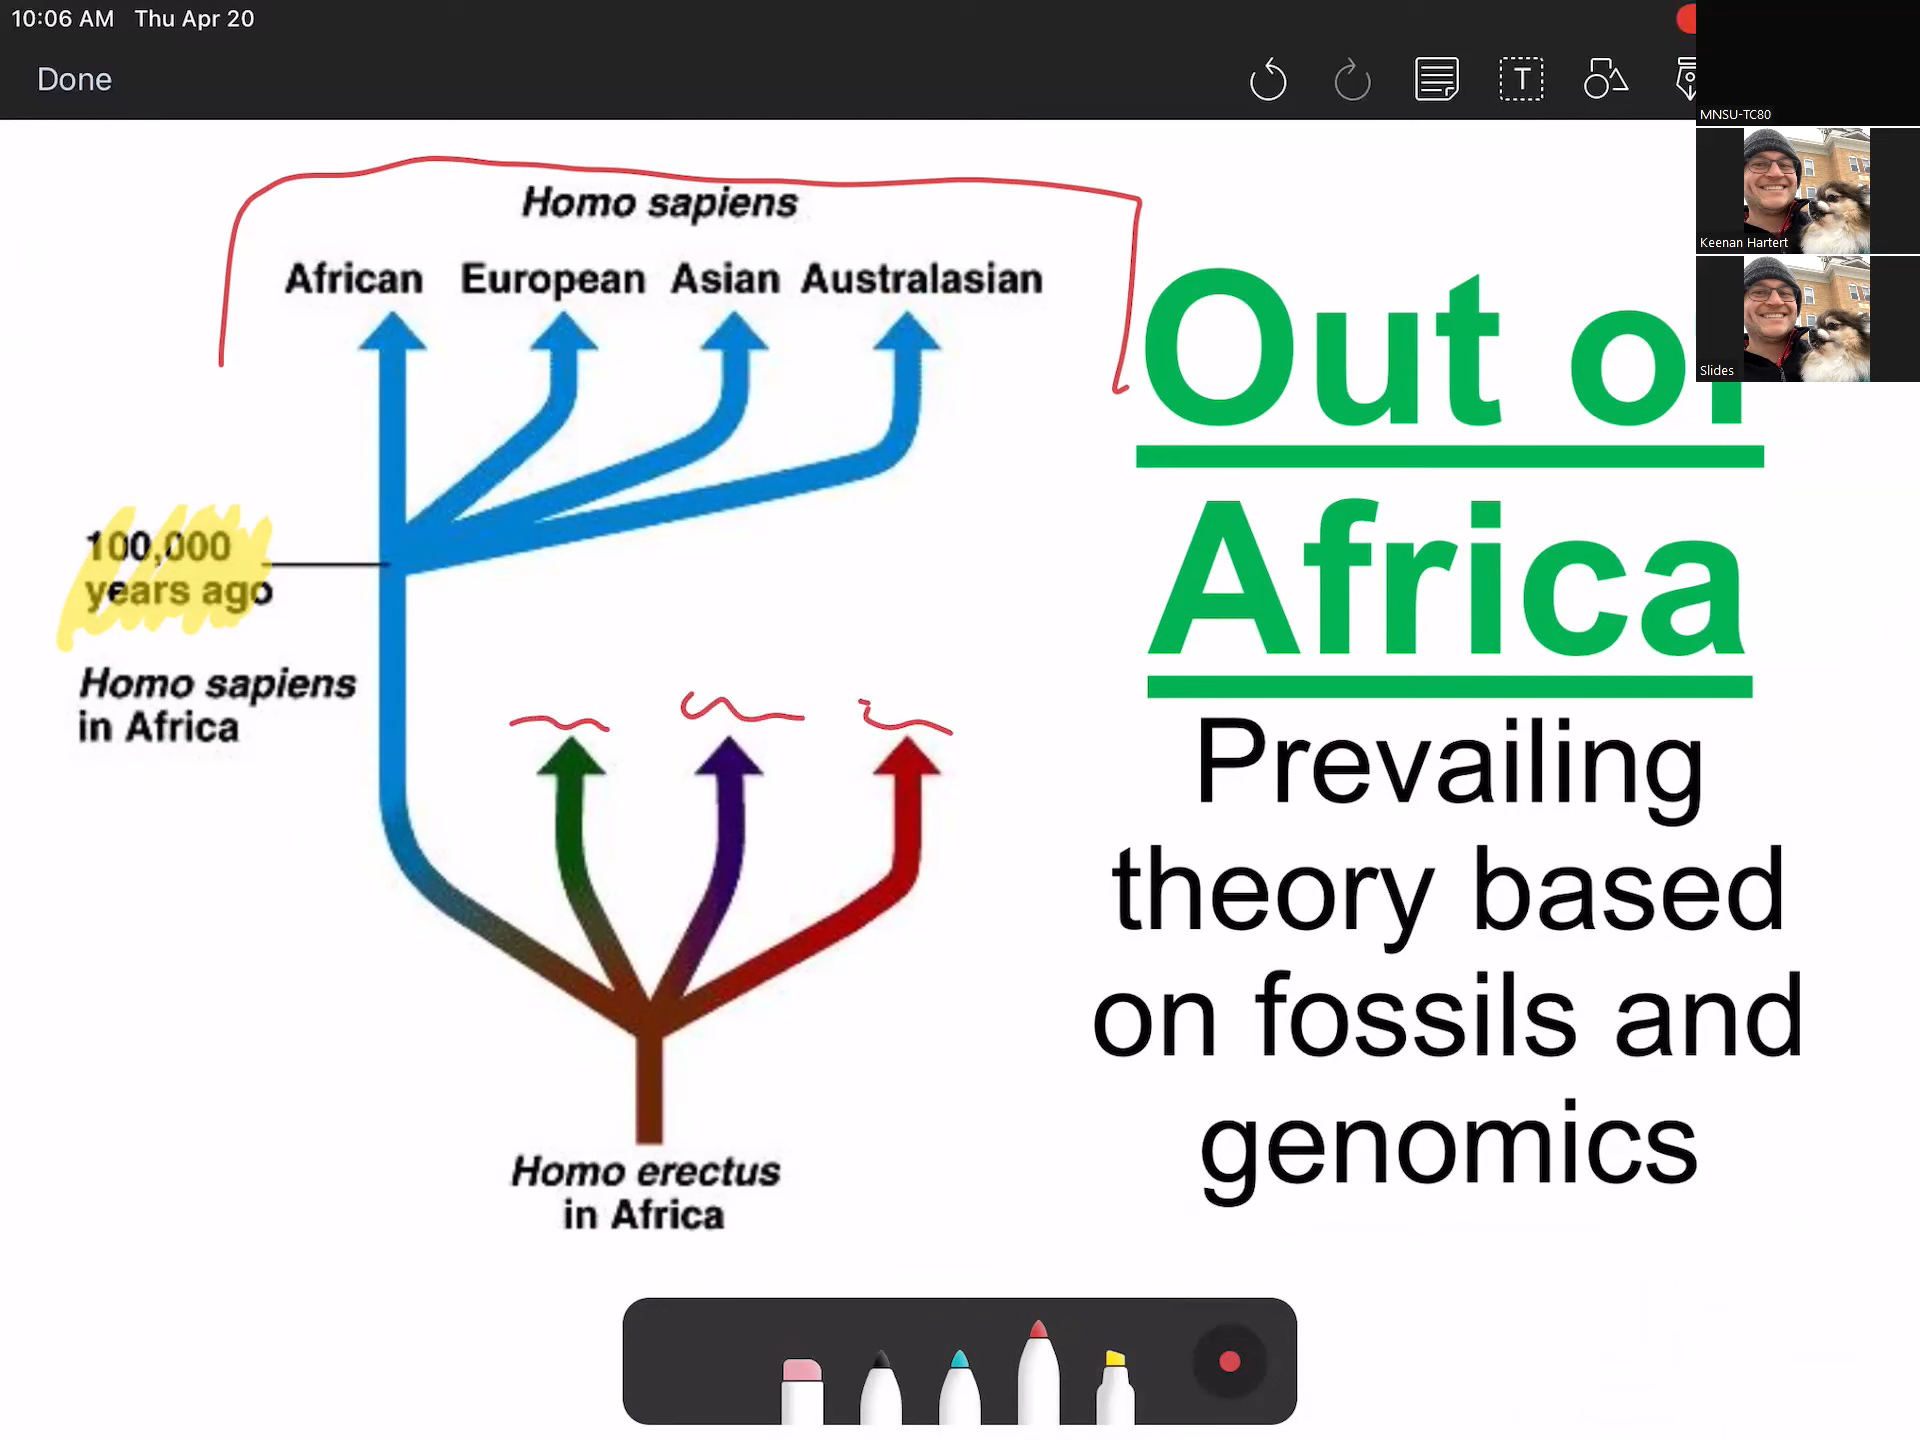 10:06 AM Thu Apr 20
Done
T
MNSU-TC80
Keenan Hartert
Slides
Homo sapiens
African European Asian Australasian
100,000
years ago
Homo sapiens
in Africa
Homo erectus
in Africa
Out of
Africa
Prevailing
theory based
on fossils and
genomics